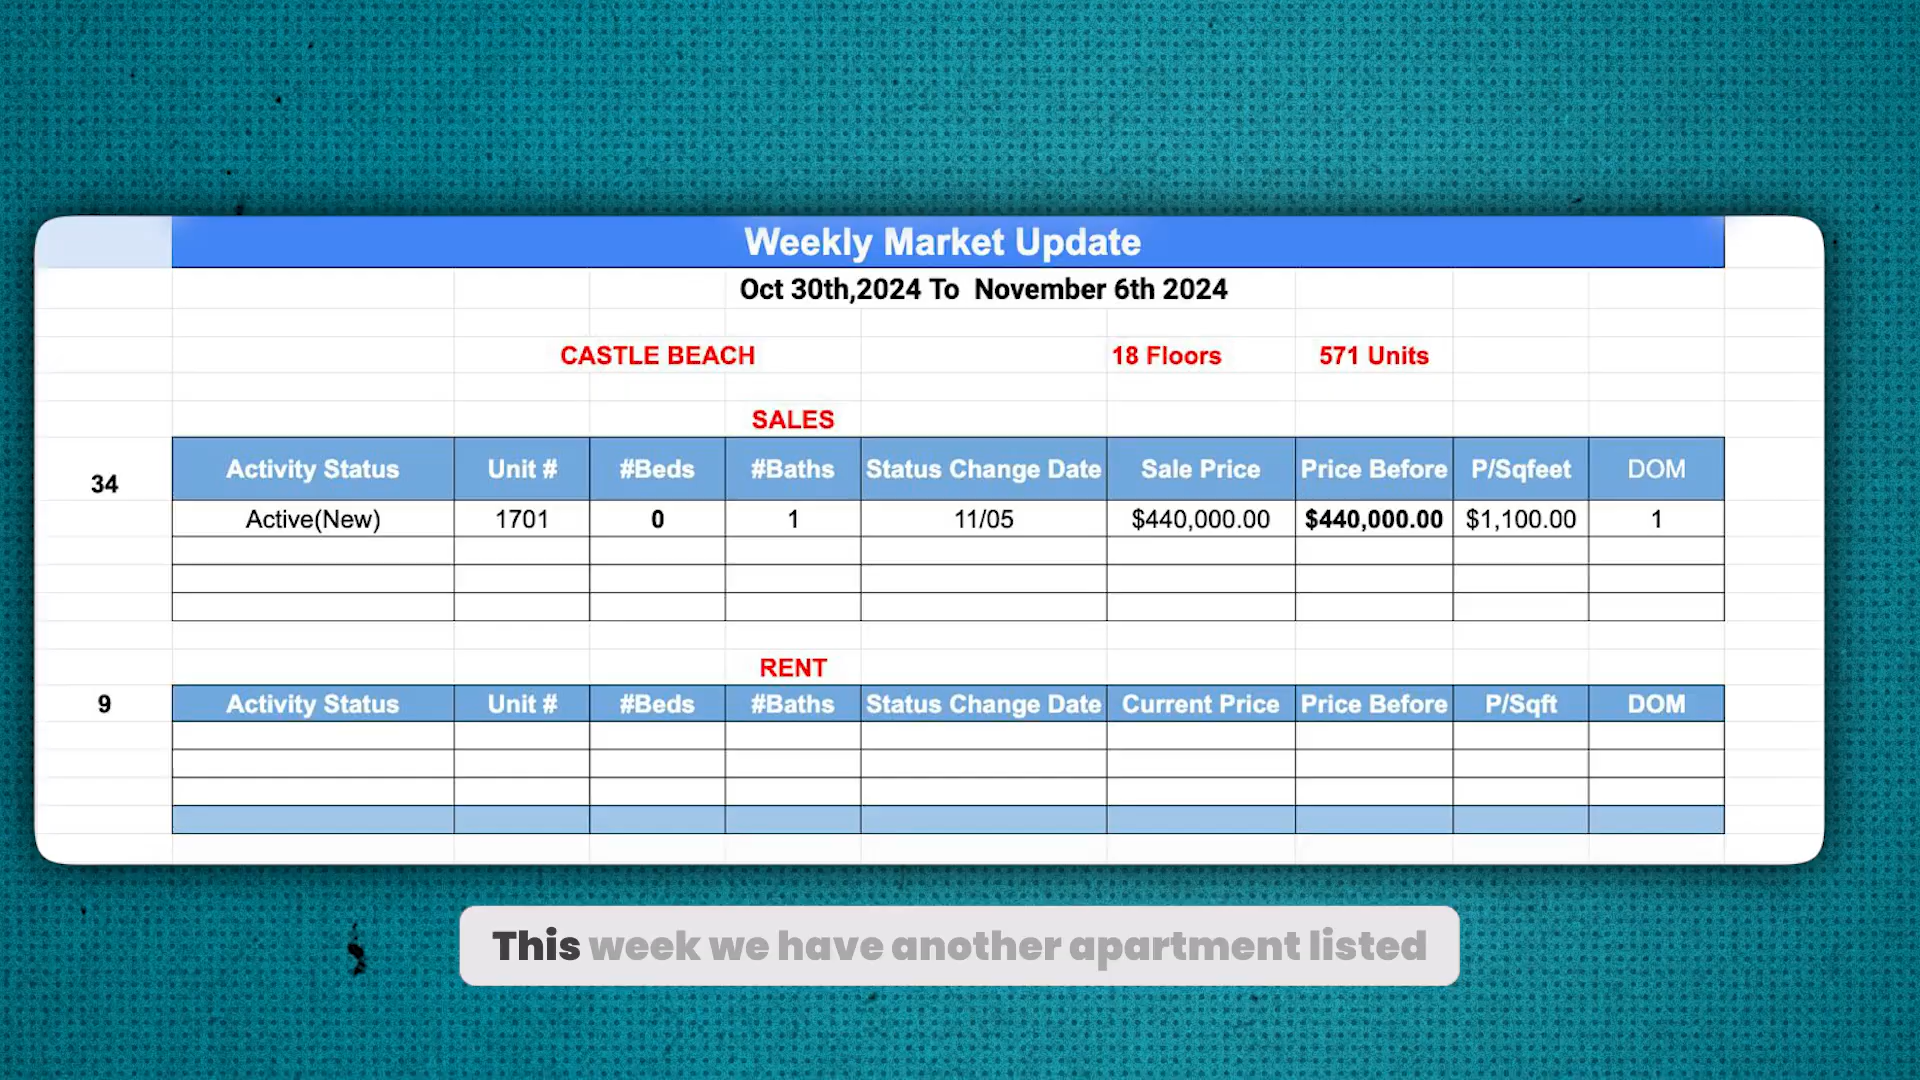 Weekly Market Update
Oct 30th,2024 To November 6th 2024
CASTLE BEACH 18 Floors 571 Units
SALES
34 Activity Status Unit # #Beds #Baths Status Change Date Sale Price Price Before P/Sqfeet DOM
Active(New) 1701 0 1 11/05 $440,000.00 $440,000.00 $1,100.00 1
RENT
9 Activity Status Unit # #Beds #Baths Status Change Date Current Price Price Before P/Sqft DOM
This week we have another apartment listed